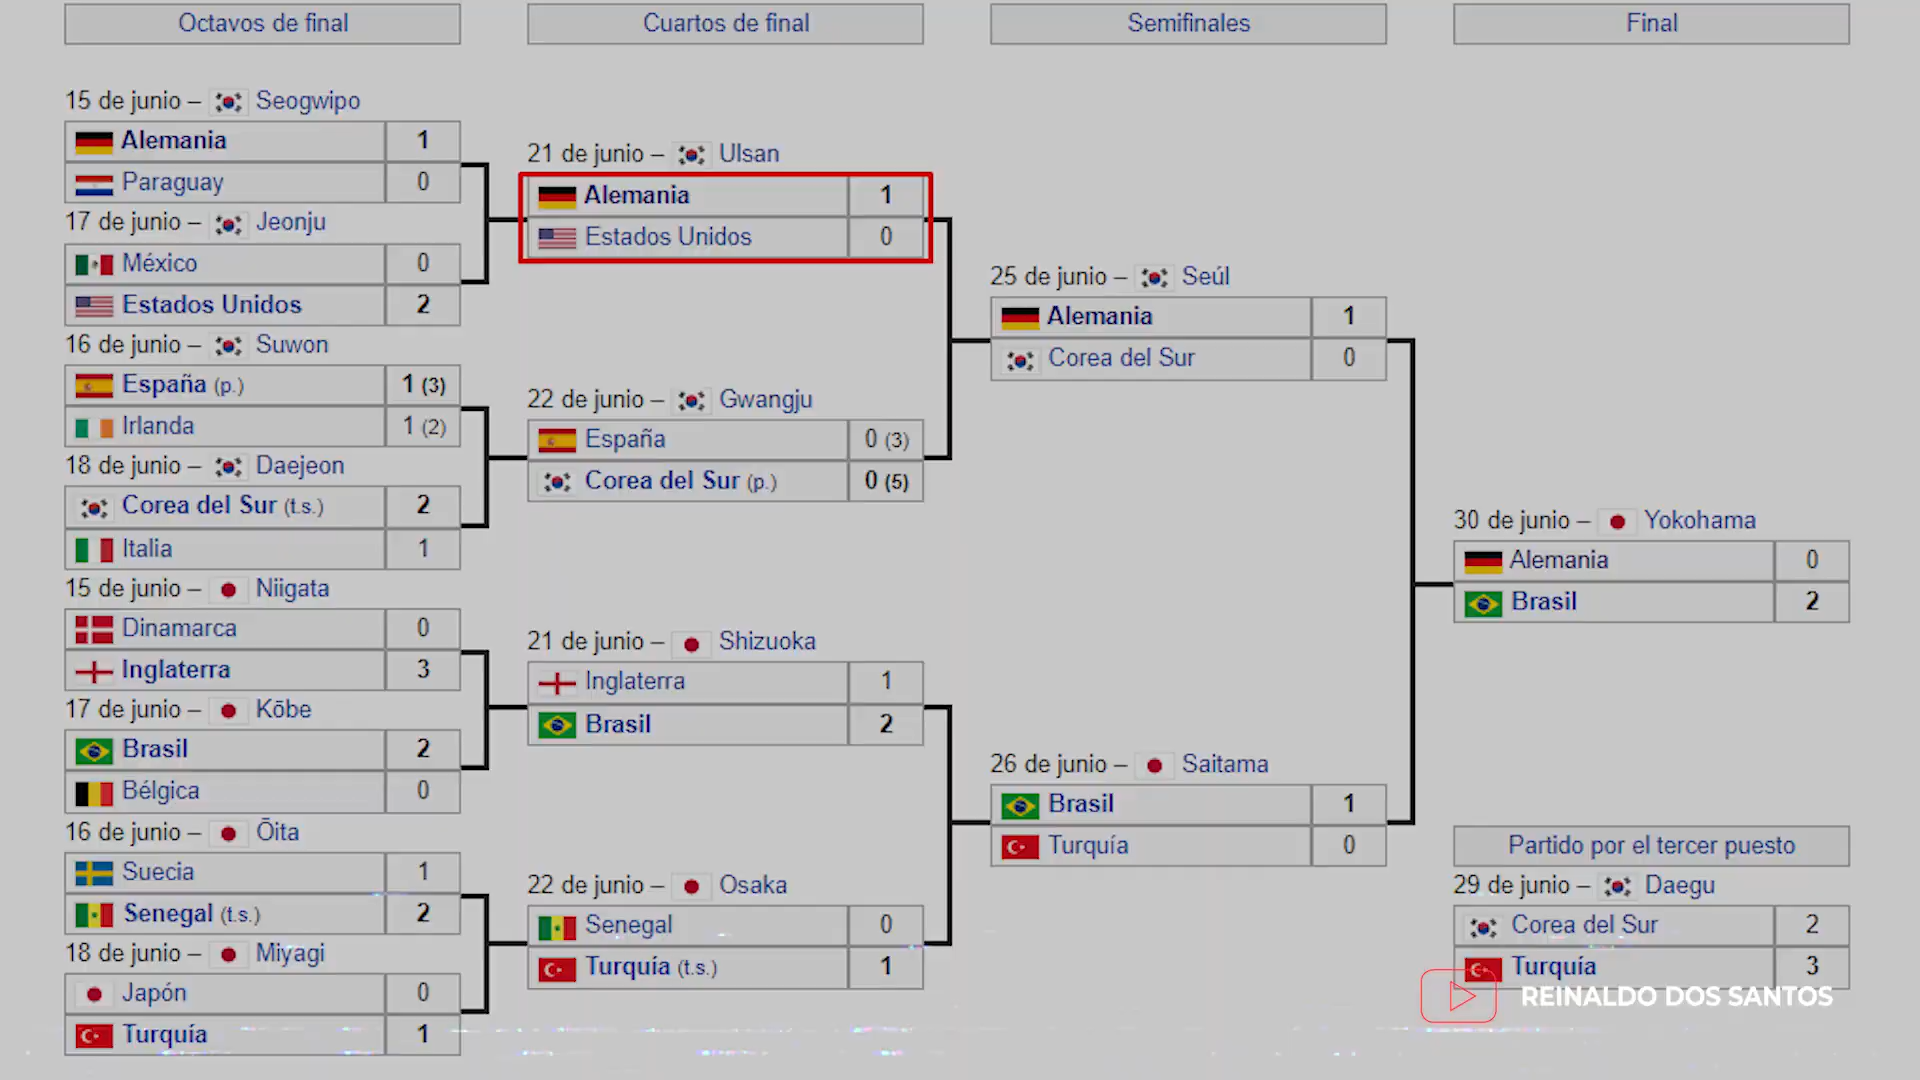 Octavos de final
Cuartos de final
Semifinales
Final
15 de junio – Seogwipo
Alemania 1
Paraguay 0
17 de junio – Jeonju
México 0
Estados Unidos 2
16 de junio – Suwon
España (p.) 1 (3)
Irlanda 1 (2)
18 de junio – Daejeon
Corea del Sur (t.s.) 2
Italia 1
15 de junio – Niigata
Dinamarca 0
Inglaterra 3
17 de junio – Kōbe
Brasil 2
Bélgica 0
16 de junio – Ōita
Suecia 1
Senegal (t.s.) 2
18 de junio – Miyagi
Japón 0
Turquía 1
21 de junio – Ulsan
Alemania 1
Estados Unidos 0
22 de junio – Gwangju
España 0 (3)
Corea del Sur (p.) 0 (5)
21 de junio – Shizuoka
Inglaterra 1
Brasil 2
22 de junio – Osaka
Senegal 0
Turquía (t.s.) 1
25 de junio – Seúl
Alemania 1
Corea del Sur 0
26 de junio – Saitama
Brasil 1
Turquía 0
30 de junio – Yokohama
Alemania 0
Brasil 2
Partido por el tercer puesto
29 de junio – Daegu
Corea del Sur 2
Turquía 3
REINALDO DOS SANTOS